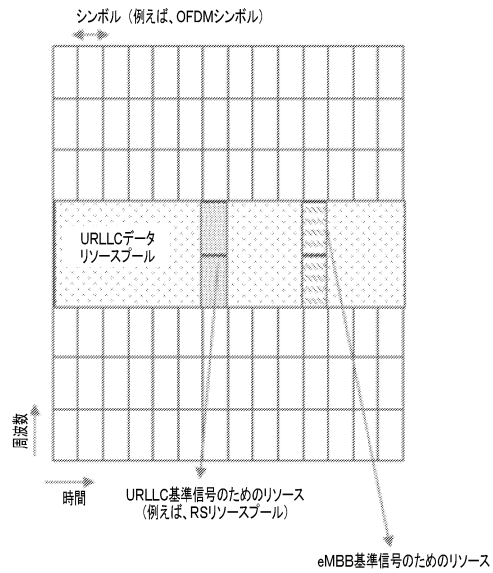 シンボル（例えば、OFDMシンボル）
URLLCデータ
リソースプール
周波数
時間
URLLC基準信号のためのリソース
（例えば、RSリソースプール）
eMBB基準信号のためのリソース